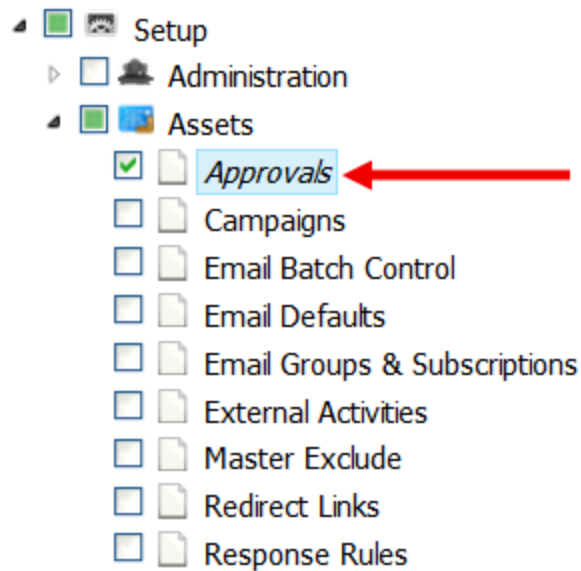 Setup
Administration
Assets
Approvals
Campaigns
Email Batch Control
Email Defaults
Email Groups & Subscriptions
External Activities
Master Exclude
Redirect Links
Response Rules